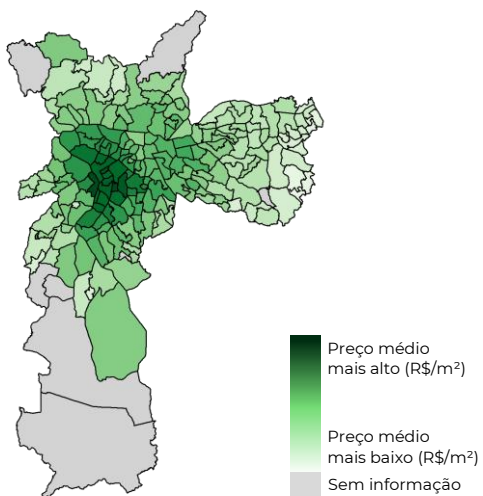 Preço médio
mais alto (R$/m²)
Preço médio
mais baixo (R$/m²)
Sem informação